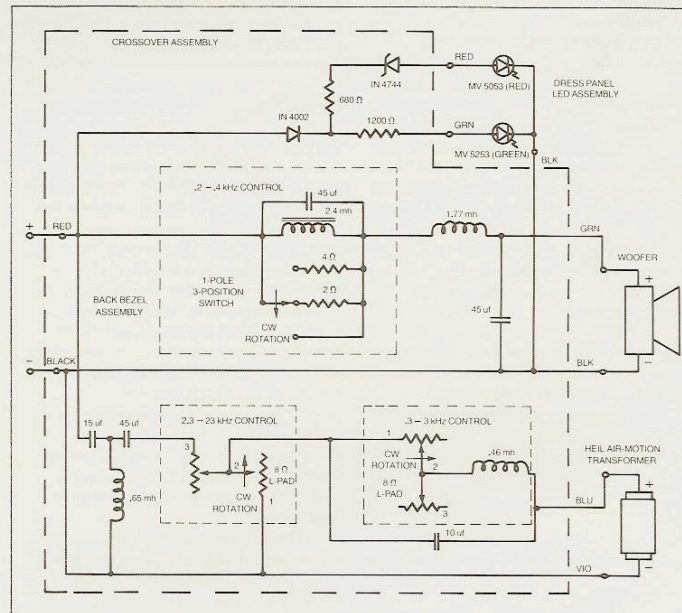 CROSSOVER ASSEMBLY
RED
IN 4744
MV 5053 (RED)
DRESS PANEL
LED ASSEMBLY
680 Ω
IN 4002
1200 Ω
GRN
MV 5253 (GREEN)
BLK
.2 – .4 kHz CONTROL
45 uf
2.4 mh
1.77 mh
+
RED
GRN
4 Ω
WOOFER
1-POLE
3-POSITION
SWITCH
2 Ω
+
BACK BEZEL
ASSEMBLY
CW
ROTATION
45 uf
–
–
BLACK
BLK
15 uf
45 uf
2.3 – 23 kHz CONTROL
.3 – 3 kHz CONTROL
3
1
HEIL AIR-MOTION
TRANSFORMER
2
8 Ω
L-PAD
CW
ROTATION
2
.46 mh
+
.65 mh
CW
ROTATION
1
8 Ω
L-PAD
3
BLU
10 uf
VIO
–